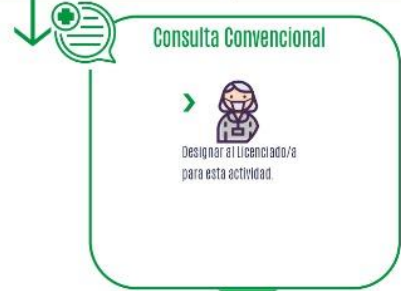 Consulta Convencional
Designar al Licenciado/a
para esta actividad.